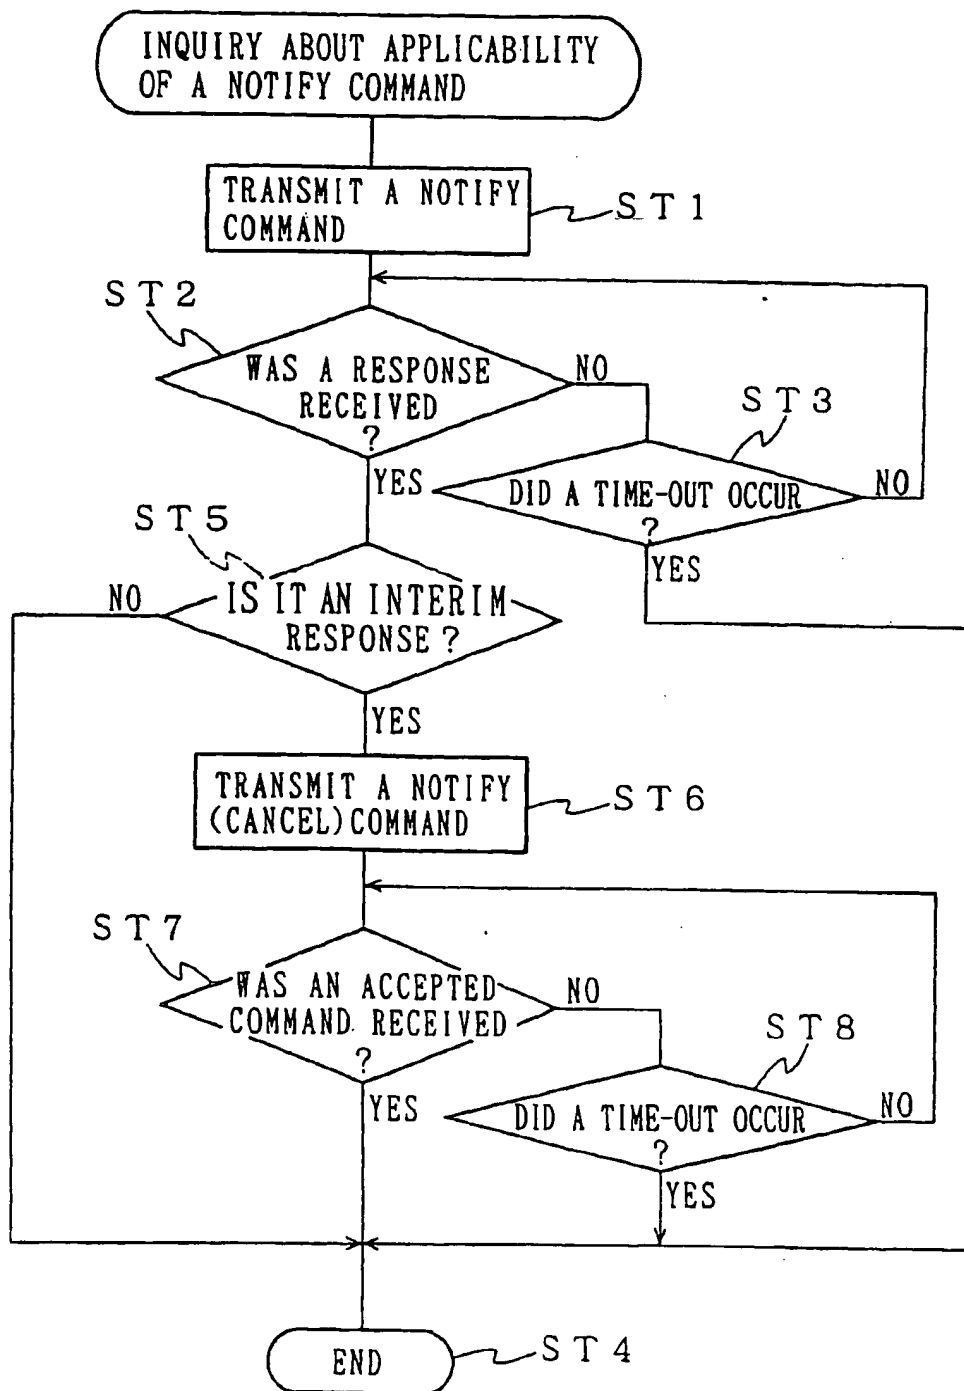 INQUIRY ABOUT APPLICABILITY
OF A NOTIFY COMMAND
TRANSMIT A NOTIFY
COMMAND
ST1
ST2
WAS A RESPONSE
RECEIVED
?
NO
YES
ST3
DID A TIME-OUT OCCUR
?
NO
YES
ST5
IS IT AN INTERIM
RESPONSE ?
NO
YES
TRANSMIT A NOTIFY
(CANCEL) COMMAND
ST6
ST7
WAS AN ACCEPTED
COMMAND RECEIVED
?
NO
YES
ST8
DID A TIME-OUT OCCUR
?
NO
YES
END
ST4